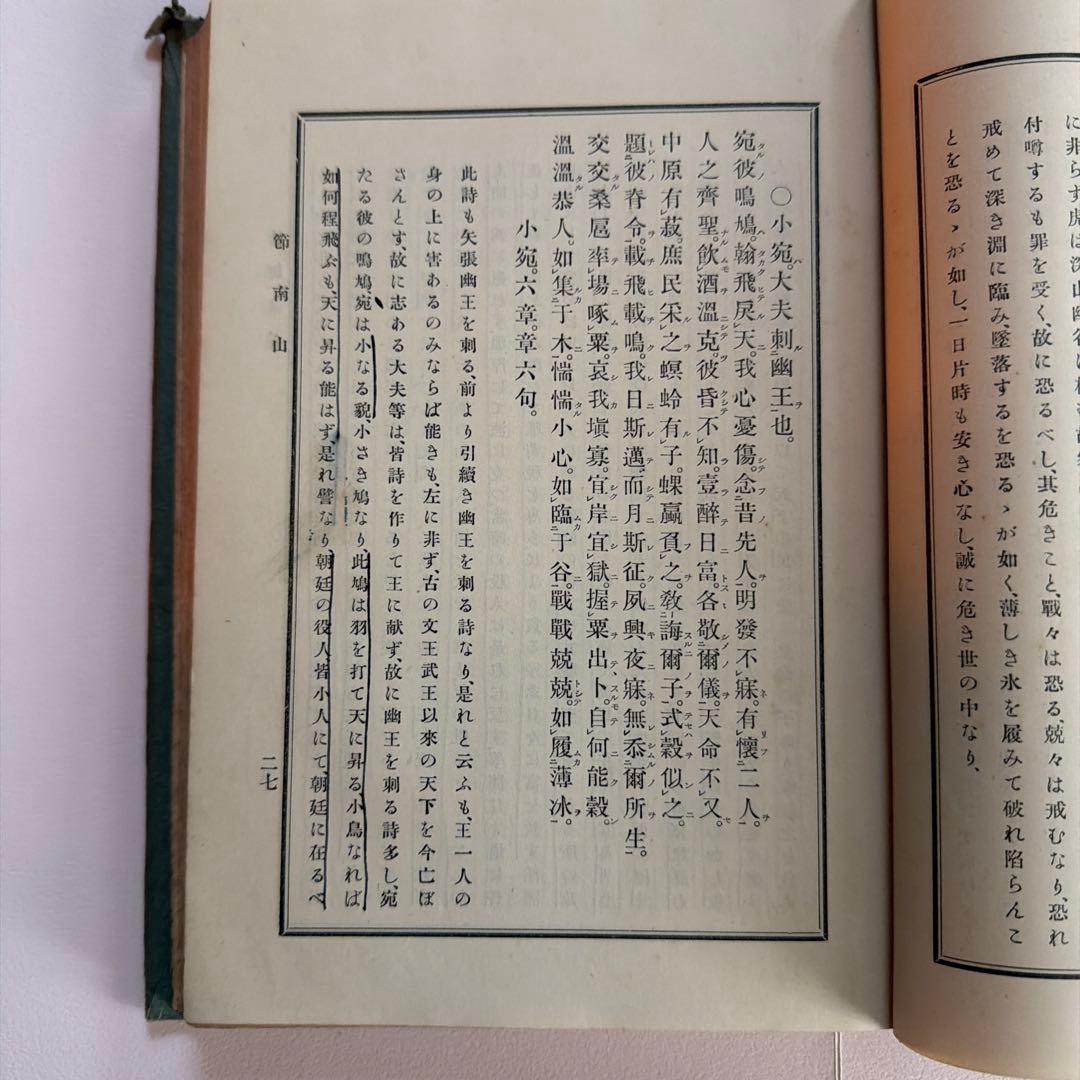 に非らす虎は深山幽谷に
付噂するも罪を受く、故に恐るべし、其危きこと、戰々は恐る、兢々は戒むなり、恐れ
戒めて深き淵に臨み、墜落するを恐るゝが如く、薄しき氷を履みて破れ陷らんこ
とを恐るゝが如し、一日片時も安き心なし、誠に危き世の中なり、
〇小宛。大夫刺幽王也。
宛彼鳴鳩。翰飛戾天。我心憂傷。念昔先人。明發不寐。有懷二人。
人之齊聖。飮酒溫克。彼昏不知。壹醉日富。各敬爾儀。天命不又。
中原有菽。庶民采之。螟蛉有子。蜾蠃負之。敎誨爾子。式穀似之。
題彼脊令。載飛載鳴。我日斯邁。而月斯征。夙興夜寐。無忝爾所生。
交交桑扈。率場啄粟。哀我塡寡。宜岸宜獄。握粟出卜。自何能穀。
溫溫恭人。如集于木。惴惴小心。如臨于谷。戰戰兢兢。如履薄冰。
小宛。六章。章六句。
此詩も矢張幽王を刺る、前より引續き幽王を刺る詩なり、是れと云ふも、王一人の
身の上に害あるのみならば能きも、左に非ず、古の文王武王以來の天下を今亡ぼ
さんとす、故に志ある大夫等は、皆詩を作りて王に献ず、故に幽王を刺る詩多し、宛
たる彼の鳴鳩、宛は小なる貌、小さき鳩なり、此鳩は羽を打て天に昇る、小鳥なれば
如何程飛ぶも、天に昇る能はず、是れ譬なり、朝廷の役人、皆小人にて、朝廷に在るべ
節南山
二七